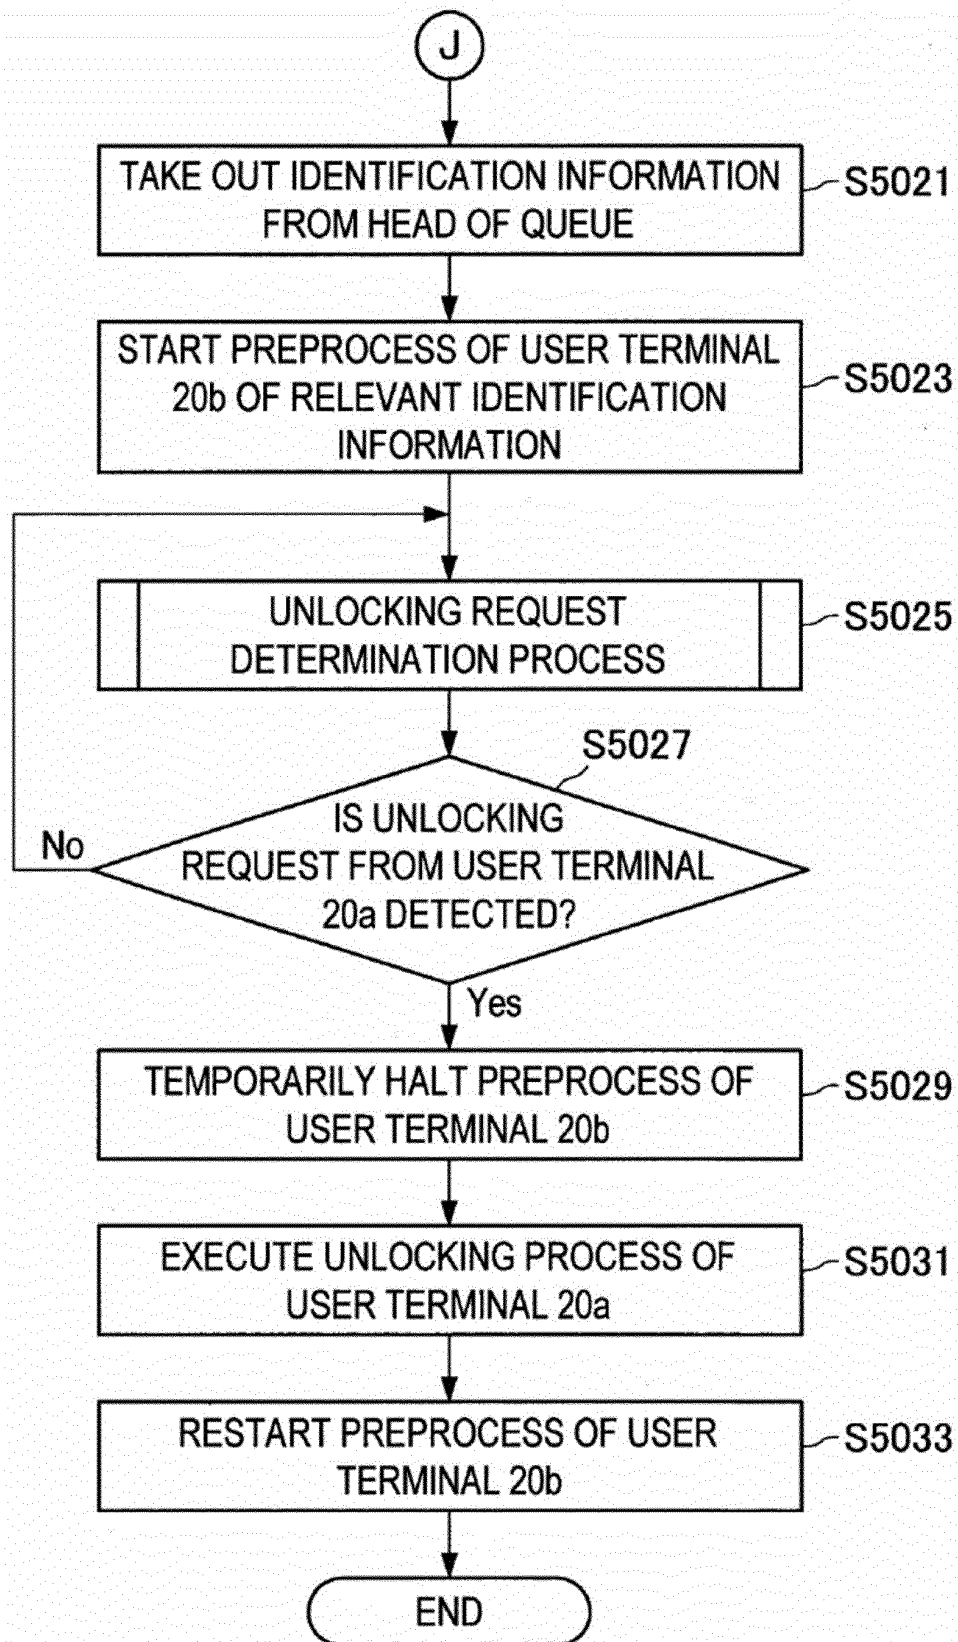 J
TAKE OUT IDENTIFICATION INFORMATION
FROM HEAD OF QUEUE
S5021
START PREPROCESS OF USER TERMINAL
20b OF RELEVANT IDENTIFICATION
INFORMATION
S5023
UNLOCKING REQUEST
DETERMINATION PROCESS
S5025
S5027
IS UNLOCKING
REQUEST FROM USER TERMINAL
20a DETECTED?
No
Yes
TEMPORARILY HALT PREPROCESS OF
USER TERMINAL 20b
S5029
EXECUTE UNLOCKING PROCESS OF
USER TERMINAL 20a
S5031
RESTART PREPROCESS OF USER
TERMINAL 20b
S5033
END